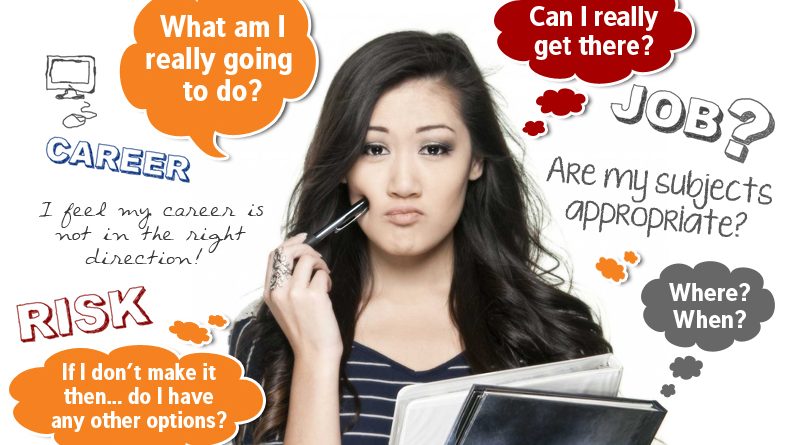 What am I
really going
to do?
Can I really
get there?
CAREER
JOB?
I feel my career is
not in the right
direction!
Are my subjects
appropriate?
RISK
Where?
When?
If I don't make it
then... do I have
any other options?